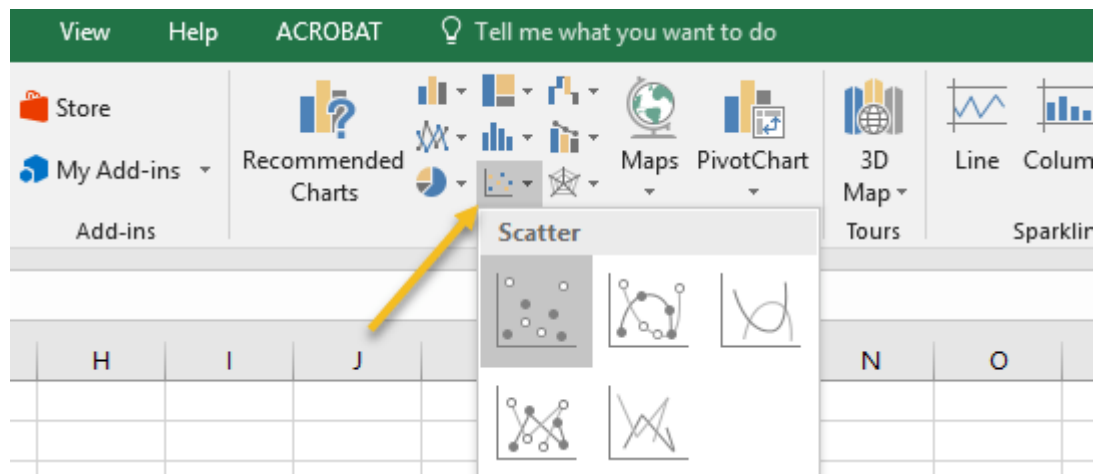 View Help ACROBAT Tell me what you want to do
Store
My Add-ins
Add-ins
Recommended
Charts
Maps
PivotChart
3D
Map
Tours
Line Colum
Sparklin
Scatter
H I J N O